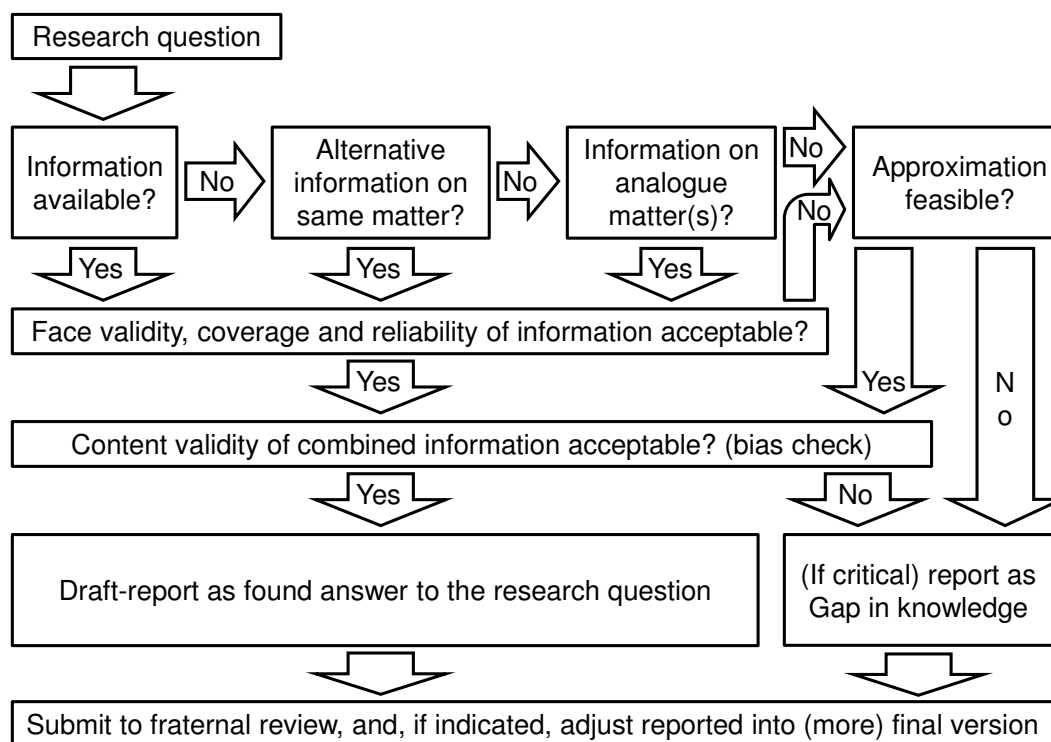 Research question
Information
available?
No
Alternative
information on
same matter?
No
Information on
analogue
matter(s)?
No
No
Approximation
feasible?
Yes
Yes
Yes
Face validity, coverage and reliability of information acceptable?
Yes
Yes
N
o
Content validity of combined information acceptable? (bias check)
Yes
No
Draft-report as found answer to the research question
(If critical) report as
Gap in knowledge
Submit to fraternal review, and, if indicated, adjust reported into (more) final version